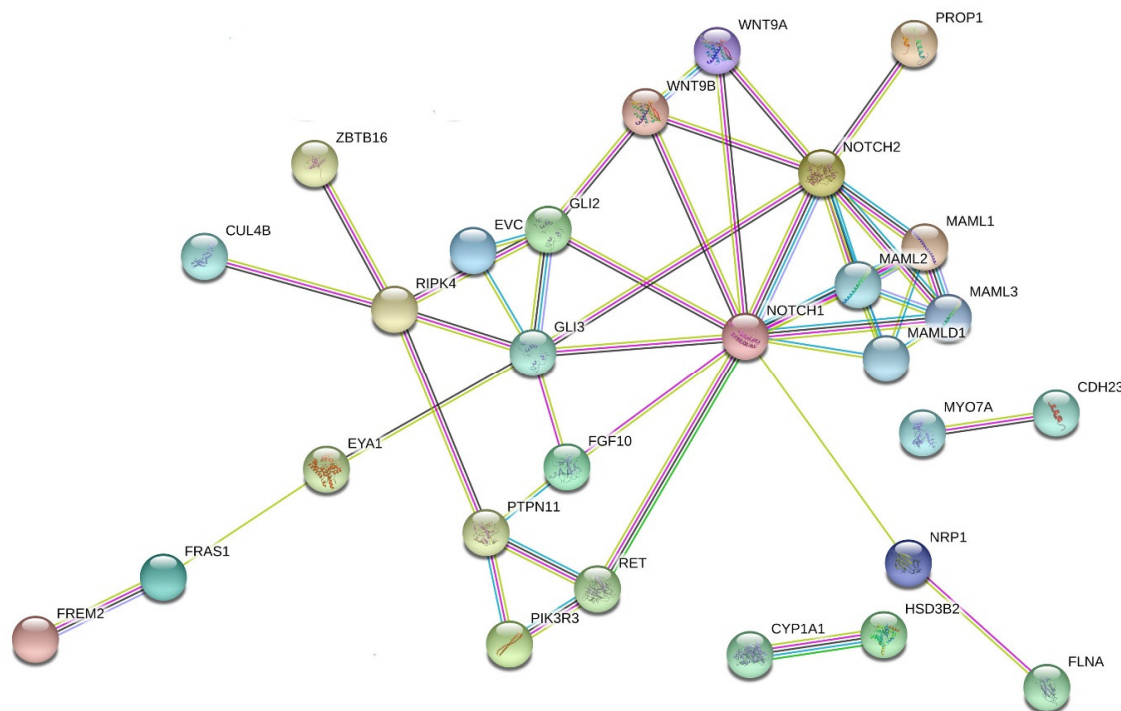 WNT9A
PROP1
WNT9B
ZBTB16
NOTCH2
GLI2
EVC
CUL4B
MAML1
MAML2
RIPK4
MAML3
NOTCH1
GLI3
MAMLD1
CDH23
MYO7A
EYA1
FGF10
PTPN11
NRP1
FRAS1
RET
HSD3B2
FREM2
PIK3R3
CYP1A1
FLNA